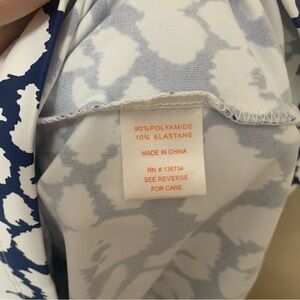 90%POLYAMIDE
10% ELASTANE
MADE IN CHINA
RN # 136734
SEE REVERSE
FOR CARE